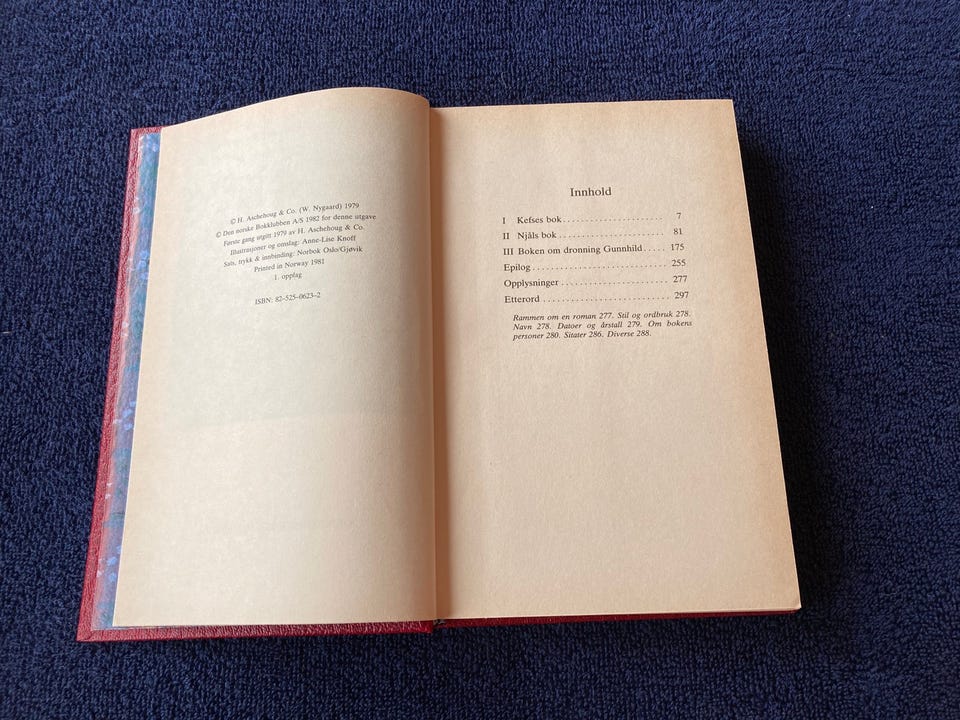 © H. Aschehoug & Co. (W. Nygaard) 1979
© Den norske Bokklubben A/S 1982 for denne utgave
Første gang utgitt 1979 av H. Aschehoug & Co.
Illustrasjoner og omslag: Anne-Lise Knoff
Sats, trykk & innbinding: Norbok Oslo/Gjøvik
Printed in Norway 1981
1. opplag
ISBN: 82-525-0623-2
Innhold
I Kefses bok . . . . . . . . . . . . . . . . . . . . . . 7
II Njåls bok . . . . . . . . . . . . . . . . . . . . . . . 81
III Boken om dronning Gunnhild . . . . . 175
Epilog . . . . . . . . . . . . . . . . . . . . . . . . . . . . 255
Opplysninger . . . . . . . . . . . . . . . . . . . . . . 277
Etterord . . . . . . . . . . . . . . . . . . . . . . . . . . 297
Rammen om en roman 277. Stil og ordbruk 278.
Navn 278. Datoer og årstall 279. Om bokens
personer 280. Sitater 286. Diverse 288.